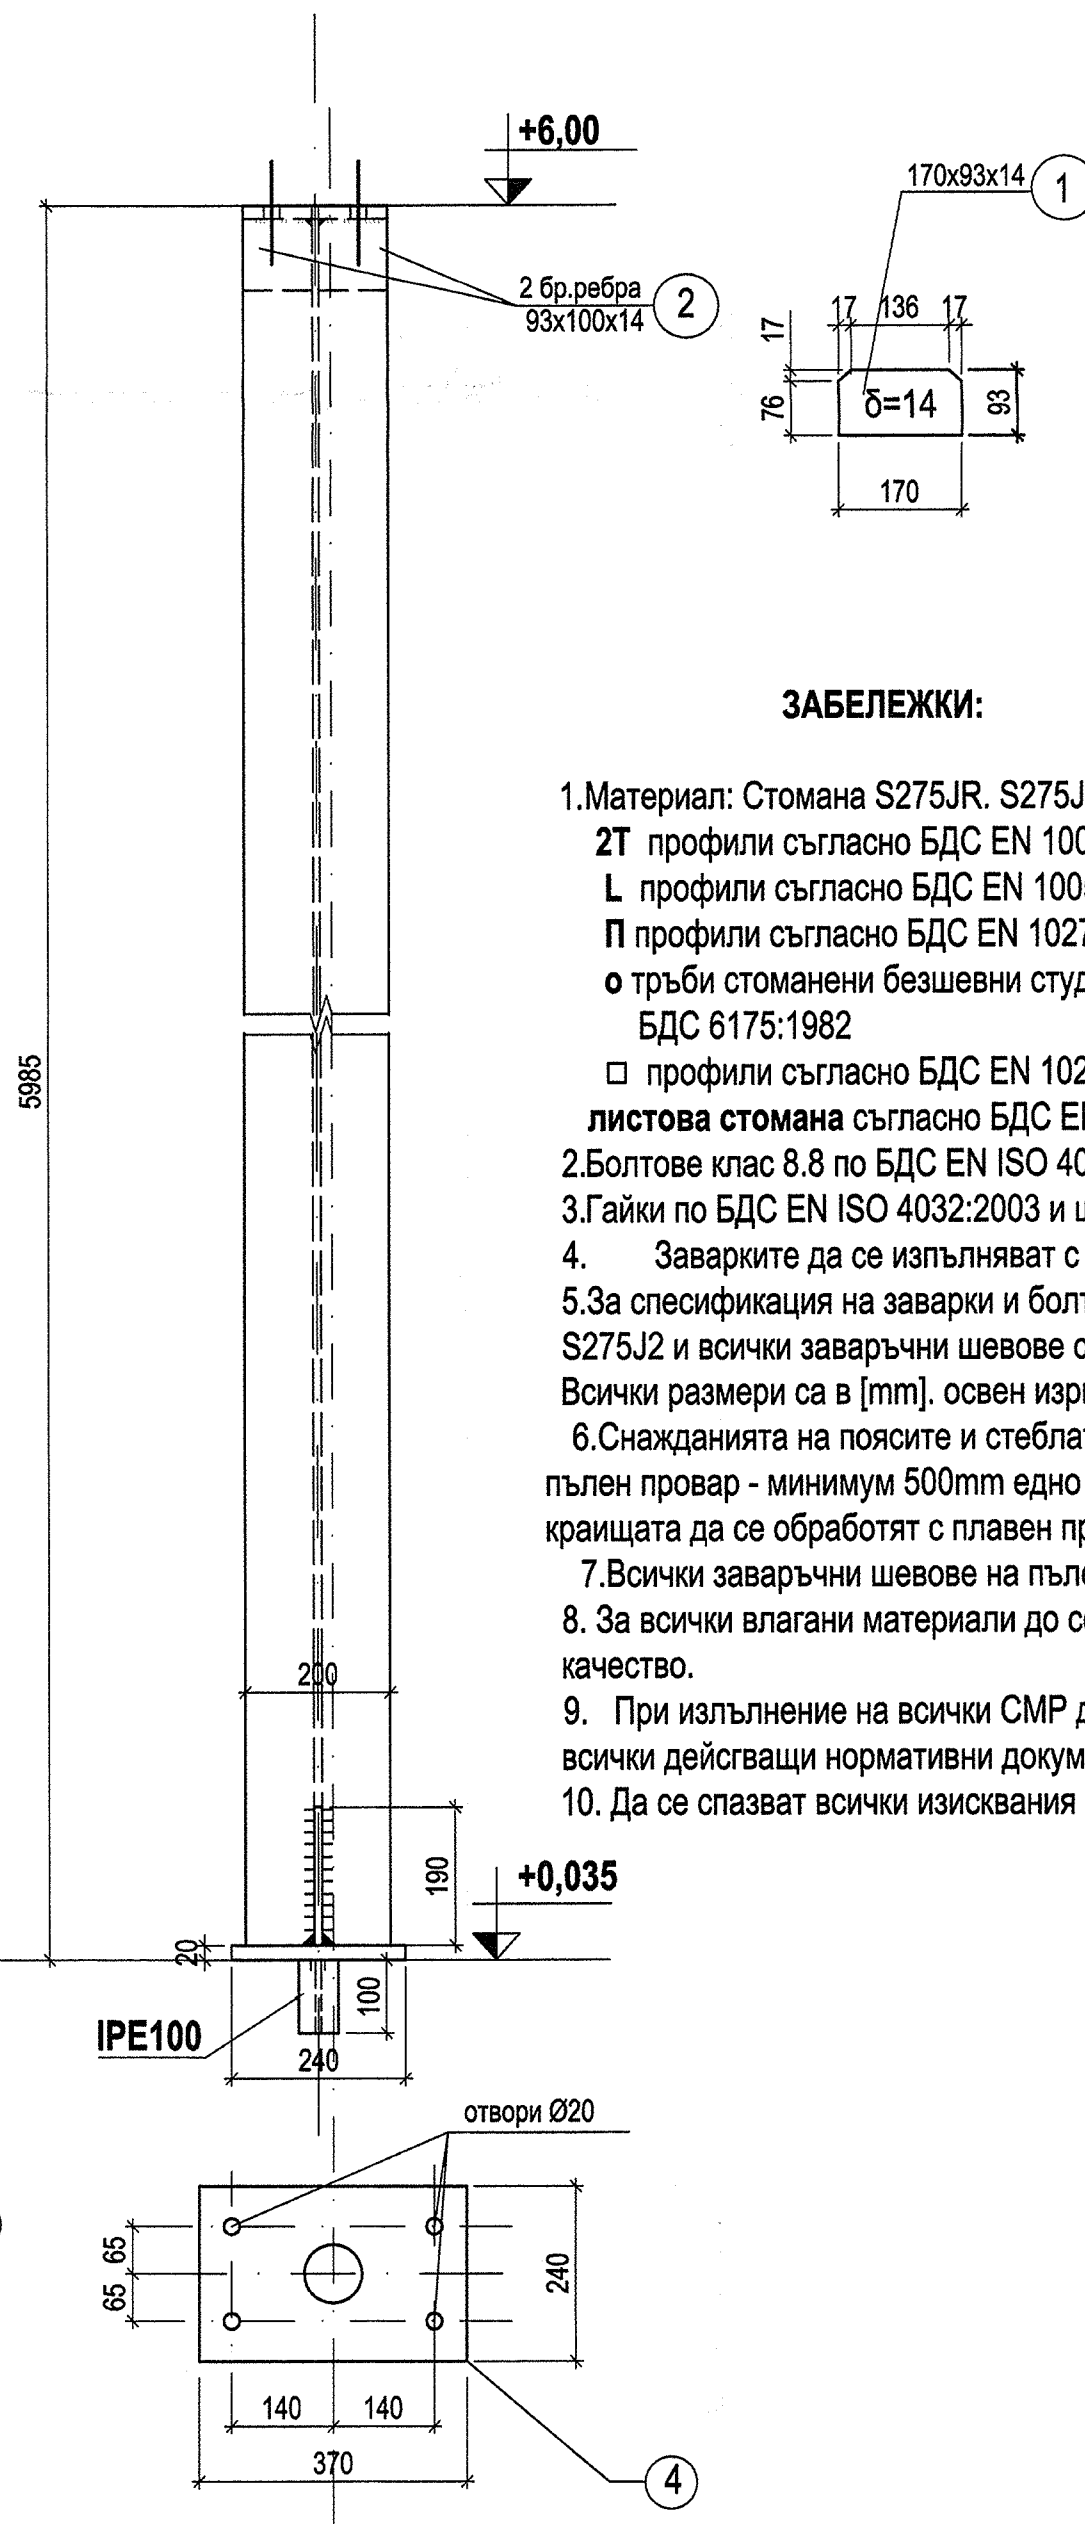 +6,00
170x93x14
1
2 бр.ребра
93x100x14
2
17 136 17
17
76
δ=14
93
170
5985
ЗАБЕЛЕЖКИ:
1.Материал: Стомана S275JR. S275J
2T профили съгласно БДС EN 100
L профили съгласно БДС EN 100
П профили съгласно БДС EN 1027
о тръби стоманени безшевни студ
БДС 6175:1982
□ профили съгласно БДС EN 102
листова стомана съгласно БДС
2.Болтове клас 8.8 по БДС EN ISO 40
3.Гайки по БДС EN ISO 4032:2003 и
4. Заварките да се изпълняват с
5.За спесификация на заварки и болт
S275J2 и всички заваръчни шевове
Всички размери са в [mm]. освен изр
6.Снажданията на поясите и стеблат
пълен провар - минимум 500mm едно
краищата да се обработят с плавен пр
7.Всички заваръчни шевове на пъл
8. За всички влагани материали до се
качество.
9. При излълнение на всички СМР д
всички дейсгващи нормативни докум
10. Да се спазват всички изисквания
200
190
+0,035
20
100
IPE100
240
отвори Ø20
65
65
240
140 140
370
4